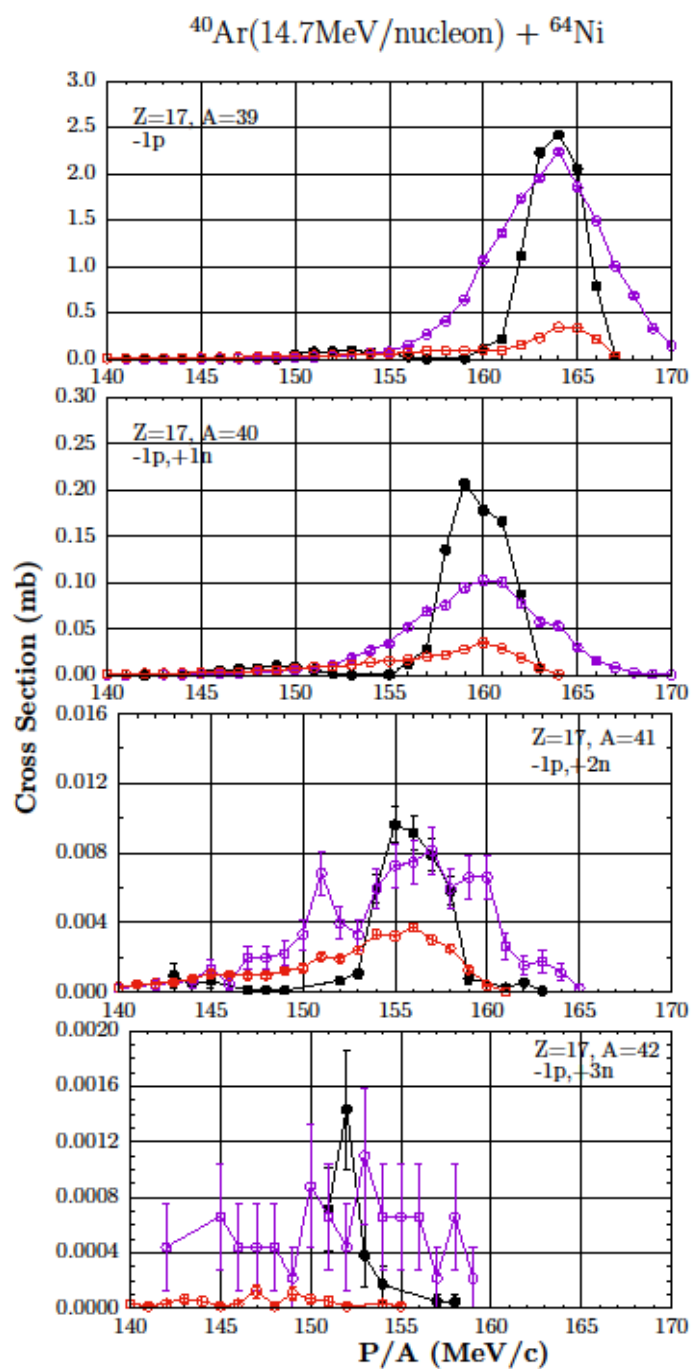 ⁴⁰Ar(14.7MeV/nucleon) + ⁶⁴Ni
3.0
2.5
2.0
1.5
1.0
0.5
0.0
Z=17, A=39
-1p
140 145 150 155 160 165 170
0.30
0.25
0.20
0.15
0.10
0.05
0.00
Z=17, A=40
-1p,+1n
140 145 150 155 160 165 170
Cross Section (mb)
0.016
0.012
0.008
0.004
0.000
Z=17, A=41
-1p,+2n
140 145 150 155 160 165 170
0.0020
0.0016
0.0012
0.0008
0.0004
0.0000
Z=17, A=42
-1p,+3n
140 145 150 155 160 165 170
P/A (MeV/c)